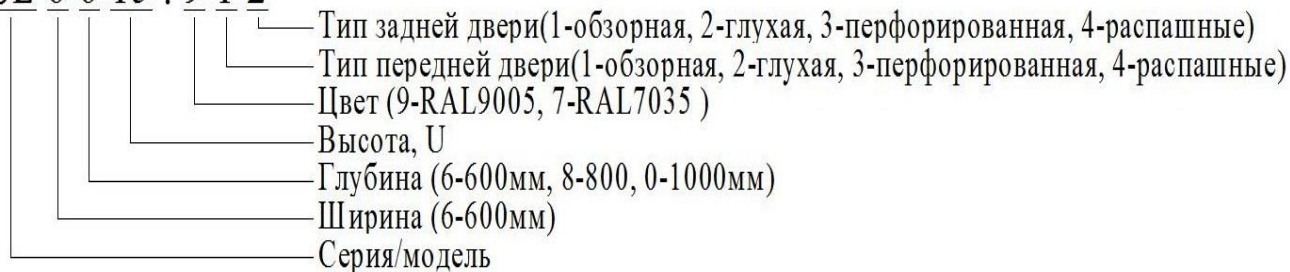 Тип задней двери(1-обзорная, 2-глухая, 3-перфорированная, 4-распашные)
Тип передней двери(1-обзорная, 2-глухая, 3-перфорированная, 4-распашные)
Цвет (9-RAL9005, 7-RAL7035 )
Высота, U
Глубина (6-600мм, 8-800, 0-1000мм)
Ширина (6-600мм)
Серия/модель